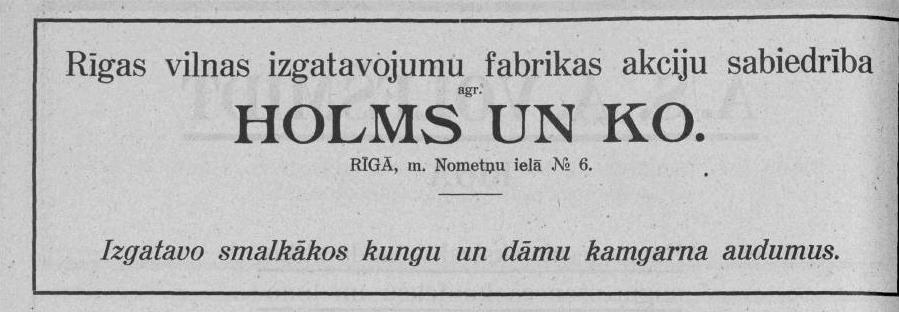 Rīgas vilnas izgatavojumu fabrikas akciju sabiedrība
agr.
HOLMS UN KO.
RĪGĀ, m. Nometņu ielā № 6.
Izgatavo smalkākos kungu un dāmu kamgarna audumus.